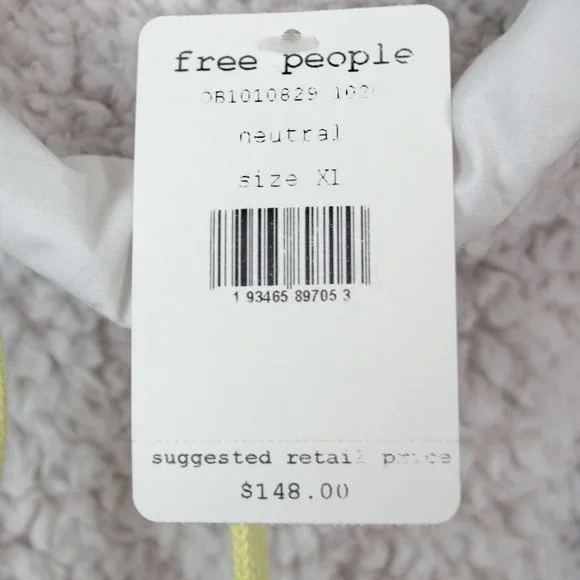 free people
OB1010829
neutral
size Xl
1 93465 89705 3
suggested retail price
$148.00